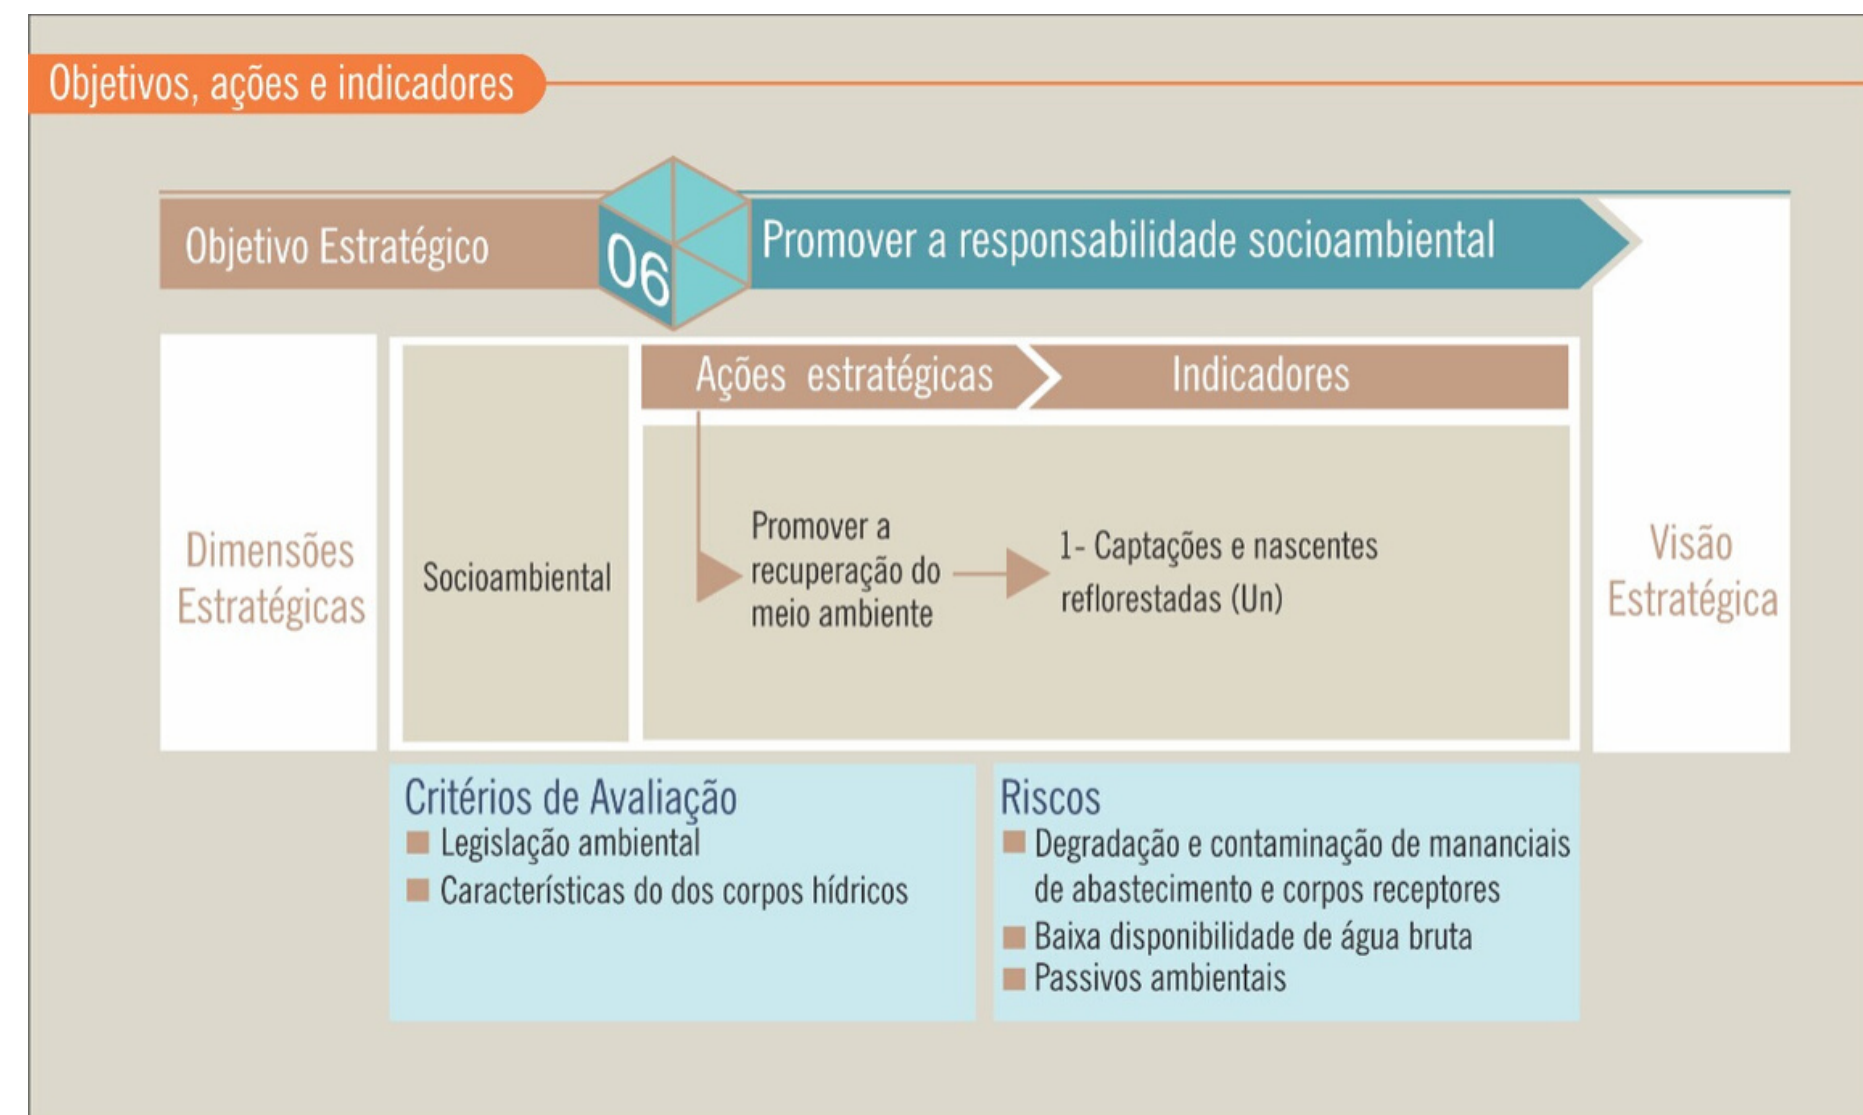 Objetivos, ações e indicadores
Objetivo Estratégico
06
Promover a responsabilidade socioambiental
Dimensões
Estratégicas
Socioambiental
Ações estratégicas
Indicadores
Promover a
recuperação do
meio ambiente
1- Captações e nascentes
reflorestadas (Un)
Visão
Estratégica
Critérios de Avaliação
Legislação ambiental
Características do dos corpos hídricos
Riscos
Degradação e contaminação de mananciais
de abastecimento e corpos receptores
Baixa disponibilidade de água bruta
Passivos ambientais